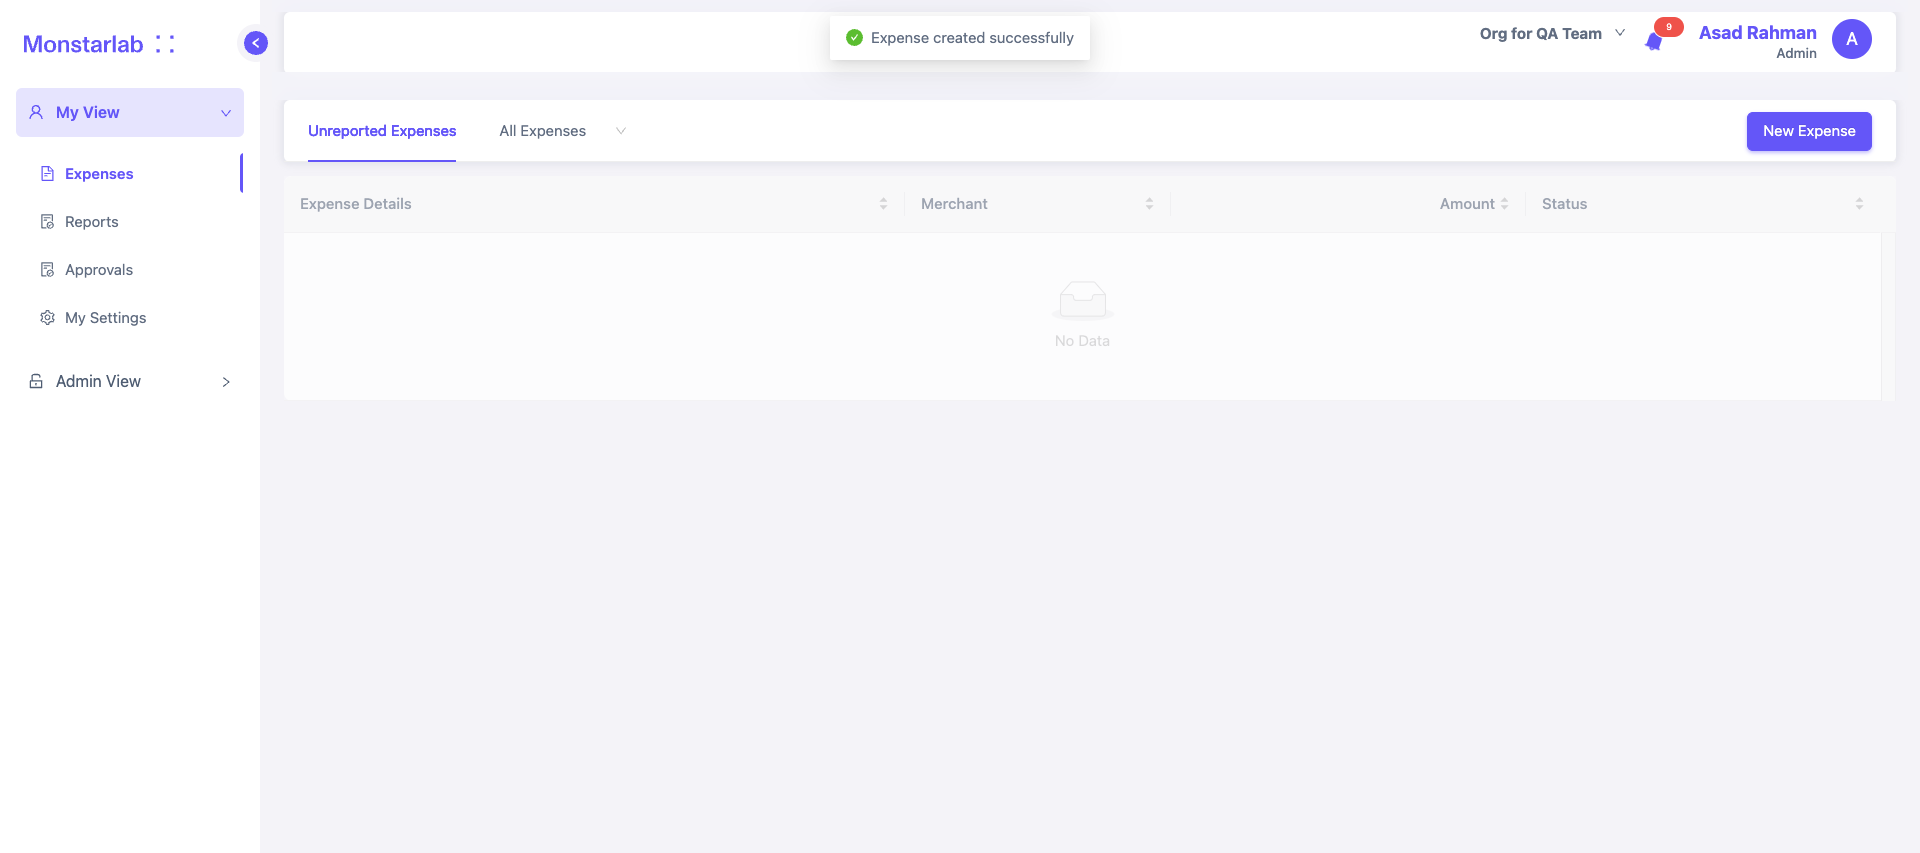 Monstarlab
My View
Expenses
Reports
Approvals
My Settings
Admin View
Expense created successfully
Org for QA Team
9
Asad Rahman
Admin
A
Unreported Expenses
All Expenses
New Expense
Expense Details
Merchant
Amount
Status
No Data